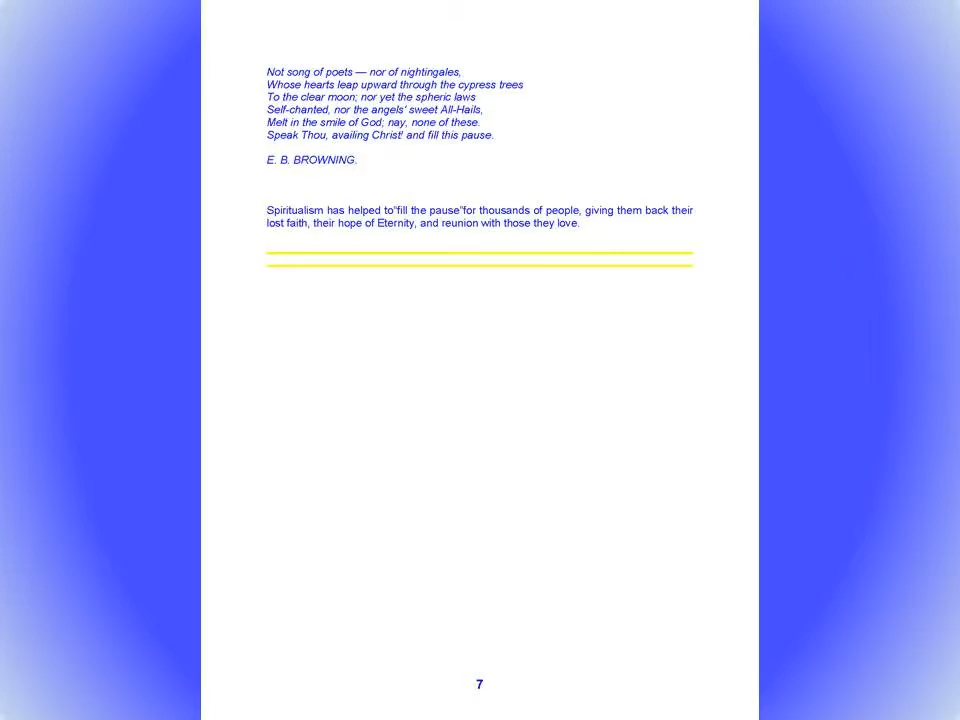 Not song of poets — nor of nightingales,
Whose hearts leap upward through the cypress trees
To the clear moon; nor yet the spheric laws
Self-chanted, nor the angels' sweet All-Hails,
Melt in the smile of God; nay, none of these.
Speak Thou, availing Christ! and fill this pause.
E. B. BROWNING.
Spiritualism has helped to"fill the pause"for thousands of people, giving them back their
lost faith, their hope of Eternity, and reunion with those they love.
7